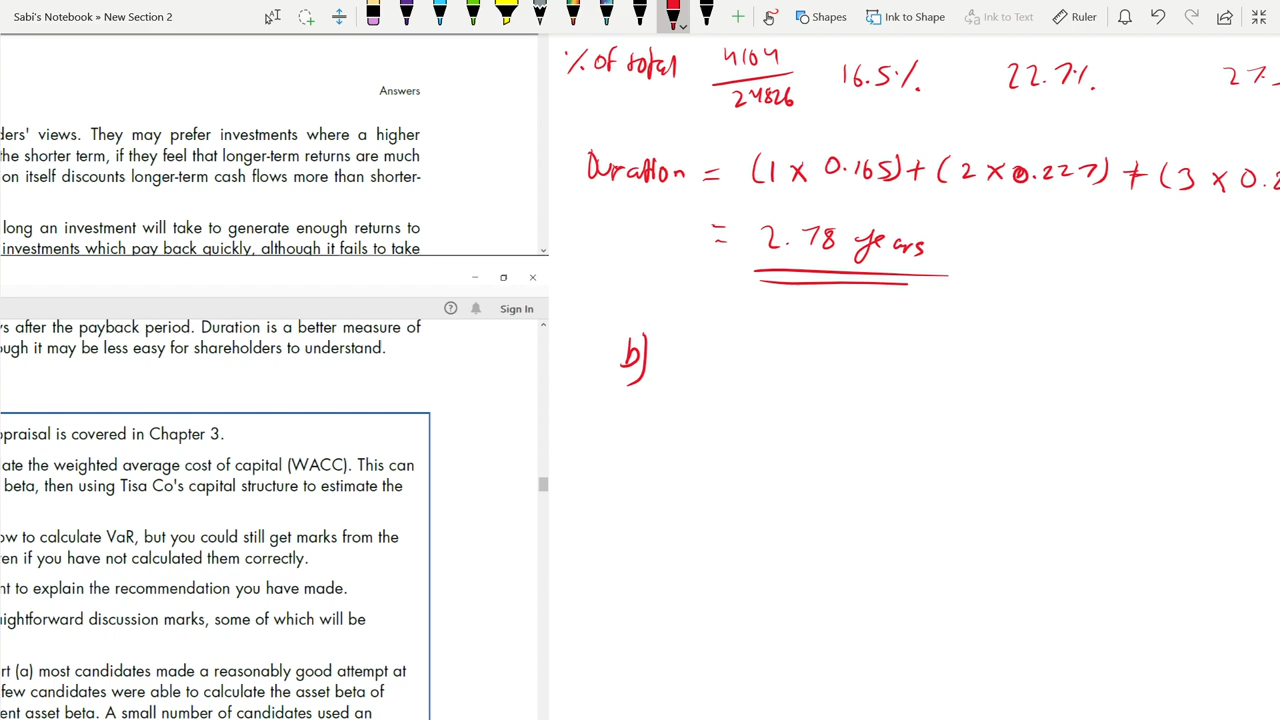 Sabi's Notebook » New Section 2
Shapes
Ink to Shape
Ink to Text
Ruler
Answers
ders' views. They may prefer investments where a higher
the shorter term, if they feel that longer-term returns are much
on itself discounts longer-term cash flows more than shorter-
long an investment will take to generate enough returns to
investments which pay back quickly, although it fails to take
Sign In
ys after the payback period. Duration is a better measure of
ough it may be less easy for shareholders to understand.
opraisal is covered in Chapter 3.
ate the weighted average cost of capital (WACC). This can
beta, then using Tisa Co's capital structure to estimate the
ow to calculate VaR, but you could still get marks from the
en if you have not calculated them correctly.
nt to explain the recommendation you have made.
aightforward discussion marks, some of which will be
rt (a) most candidates made a reasonably good attempt at
few candidates were able to calculate the asset beta of
ent asset beta. A small number of candidates used an
% of total 4104 16.5% 22.7% 27.
24826
Duration = (1 x 0.165) + (2 x 0.227) + (3 x 0.2
= 2.78 years
b)